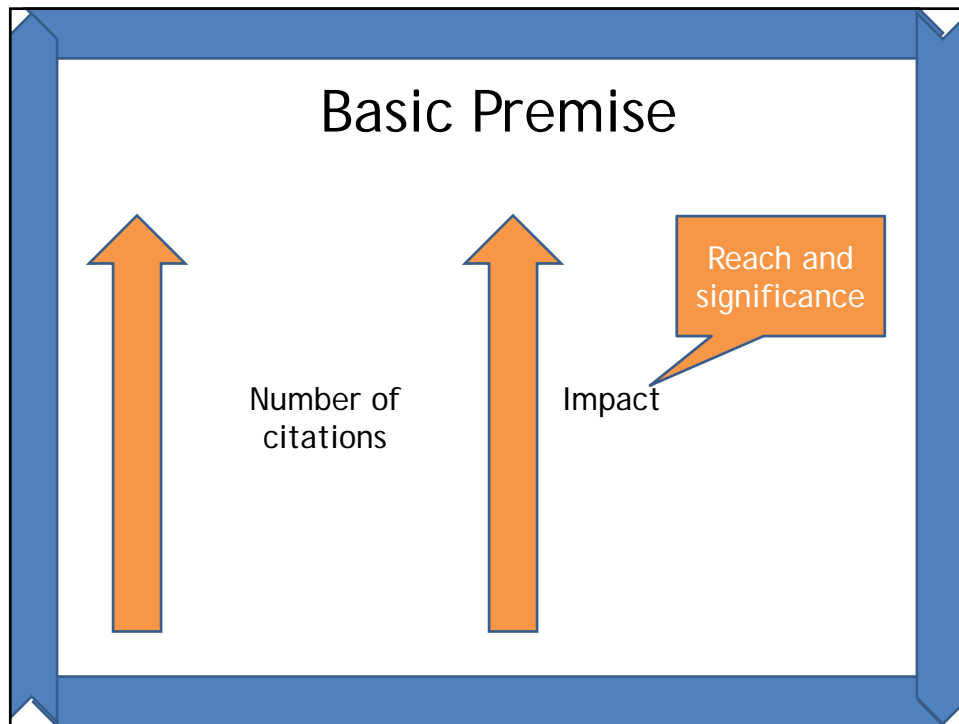 Basic Premise
Reach and
significance
Number of
citations
Impact